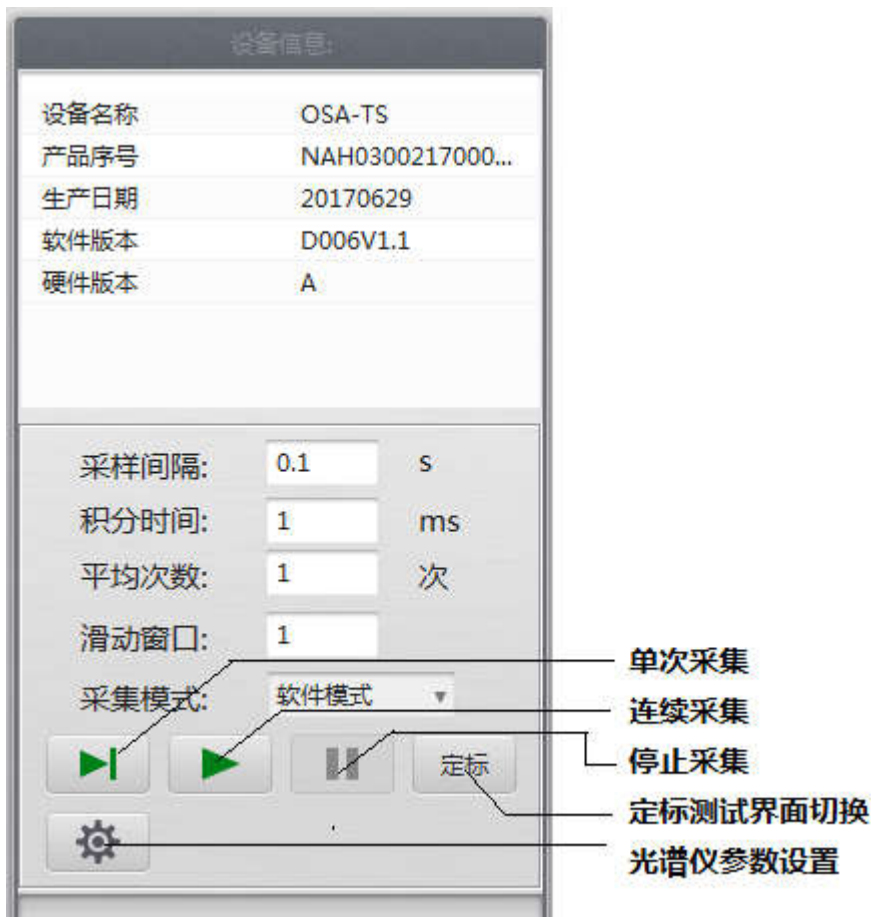 设备信息:
设备名称 OSA-TS
产品序号 NAH0300217000...
生产日期 20170629
软件版本 D006V1.1
硬件版本 A
采样间隔: 0.1 s
积分时间: 1 ms
平均次数: 1 次
滑动窗口: 1
采集模式: 软件模式
定标
单次采集
连续采集
停止采集
定标测试界面切换
光谱仪参数设置